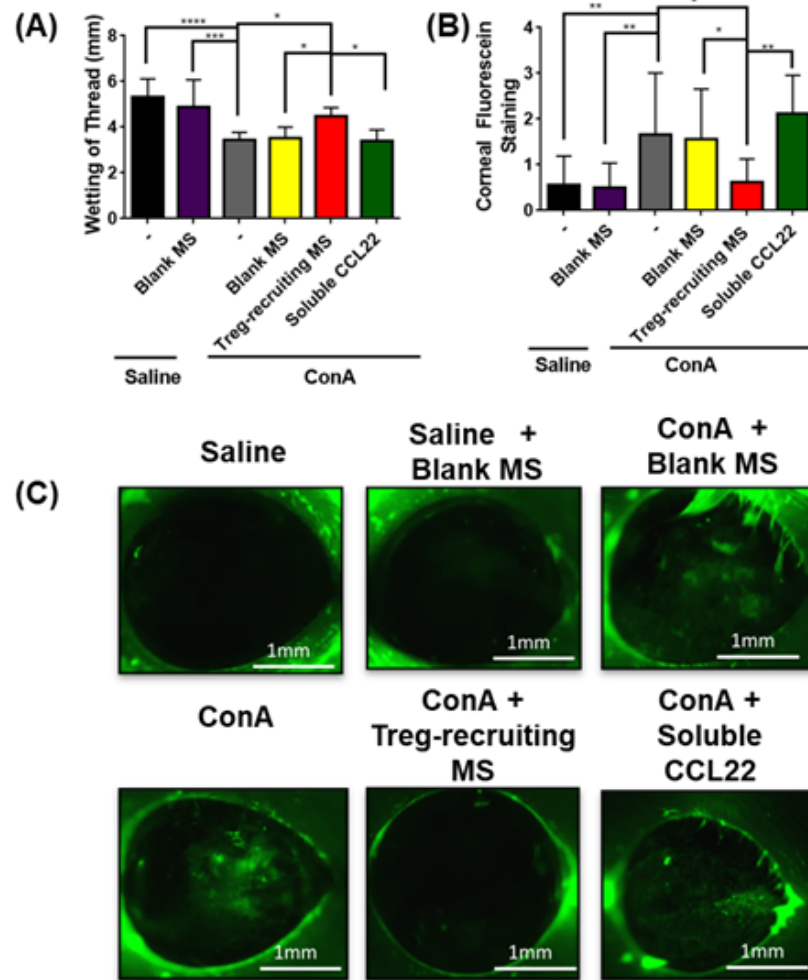 (A)
Wetting of Thread (mm)
8
6
4
2
0
****
***
*
*
*
-
Blank MS
-
Blank MS
Treg-recruiting MS
Soluble CCL22
Saline
ConA
(B)
Corneal Fluorescein
Staining
4
3
2
1
0
**
**
*
**
-
Blank MS
-
Blank MS
Treg-recruiting MS
Soluble CCL22
Saline
ConA
(C)
Saline
Saline +
Blank MS
ConA +
Blank MS
1mm
1mm
1mm
ConA
ConA +
Treg-recruiting
MS
ConA +
Soluble
CCL22
1mm
1mm
1mm